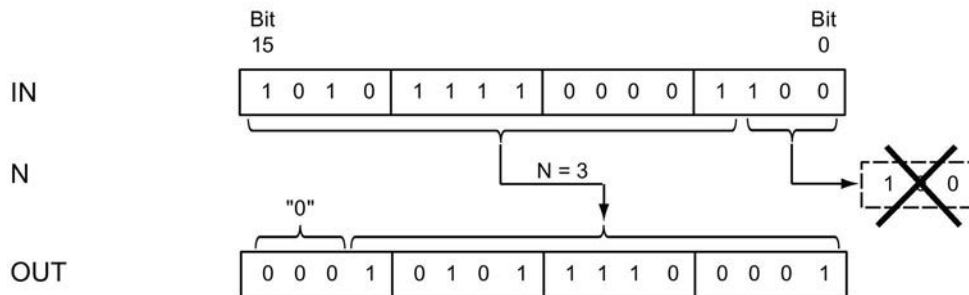 Bit Bit
15 0
IN 1 0 1 0 1 1 1 1 0 0 0 0 1 1 0 0
N N = 3 1 0 0
"0"
OUT 0 0 0 1 0 1 0 1 1 1 1 0 0 0 0 1